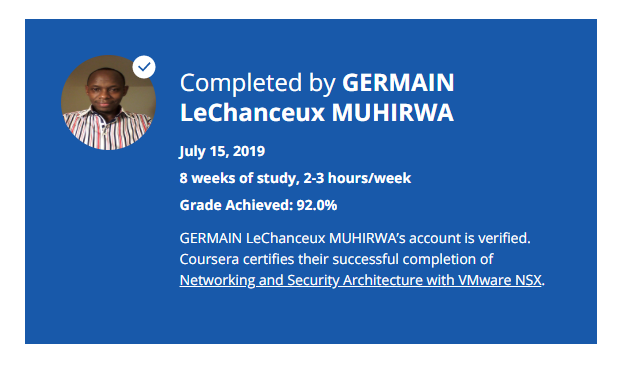 Completed by GERMAIN
LeChanceux MUHIRWA
July 15, 2019
8 weeks of study, 2-3 hours/week
Grade Achieved: 92.0%
GERMAIN LeChanceux MUHIRWA's account is verified.
Coursera certifies their successful completion of
Networking and Security Architecture with VMware NSX.